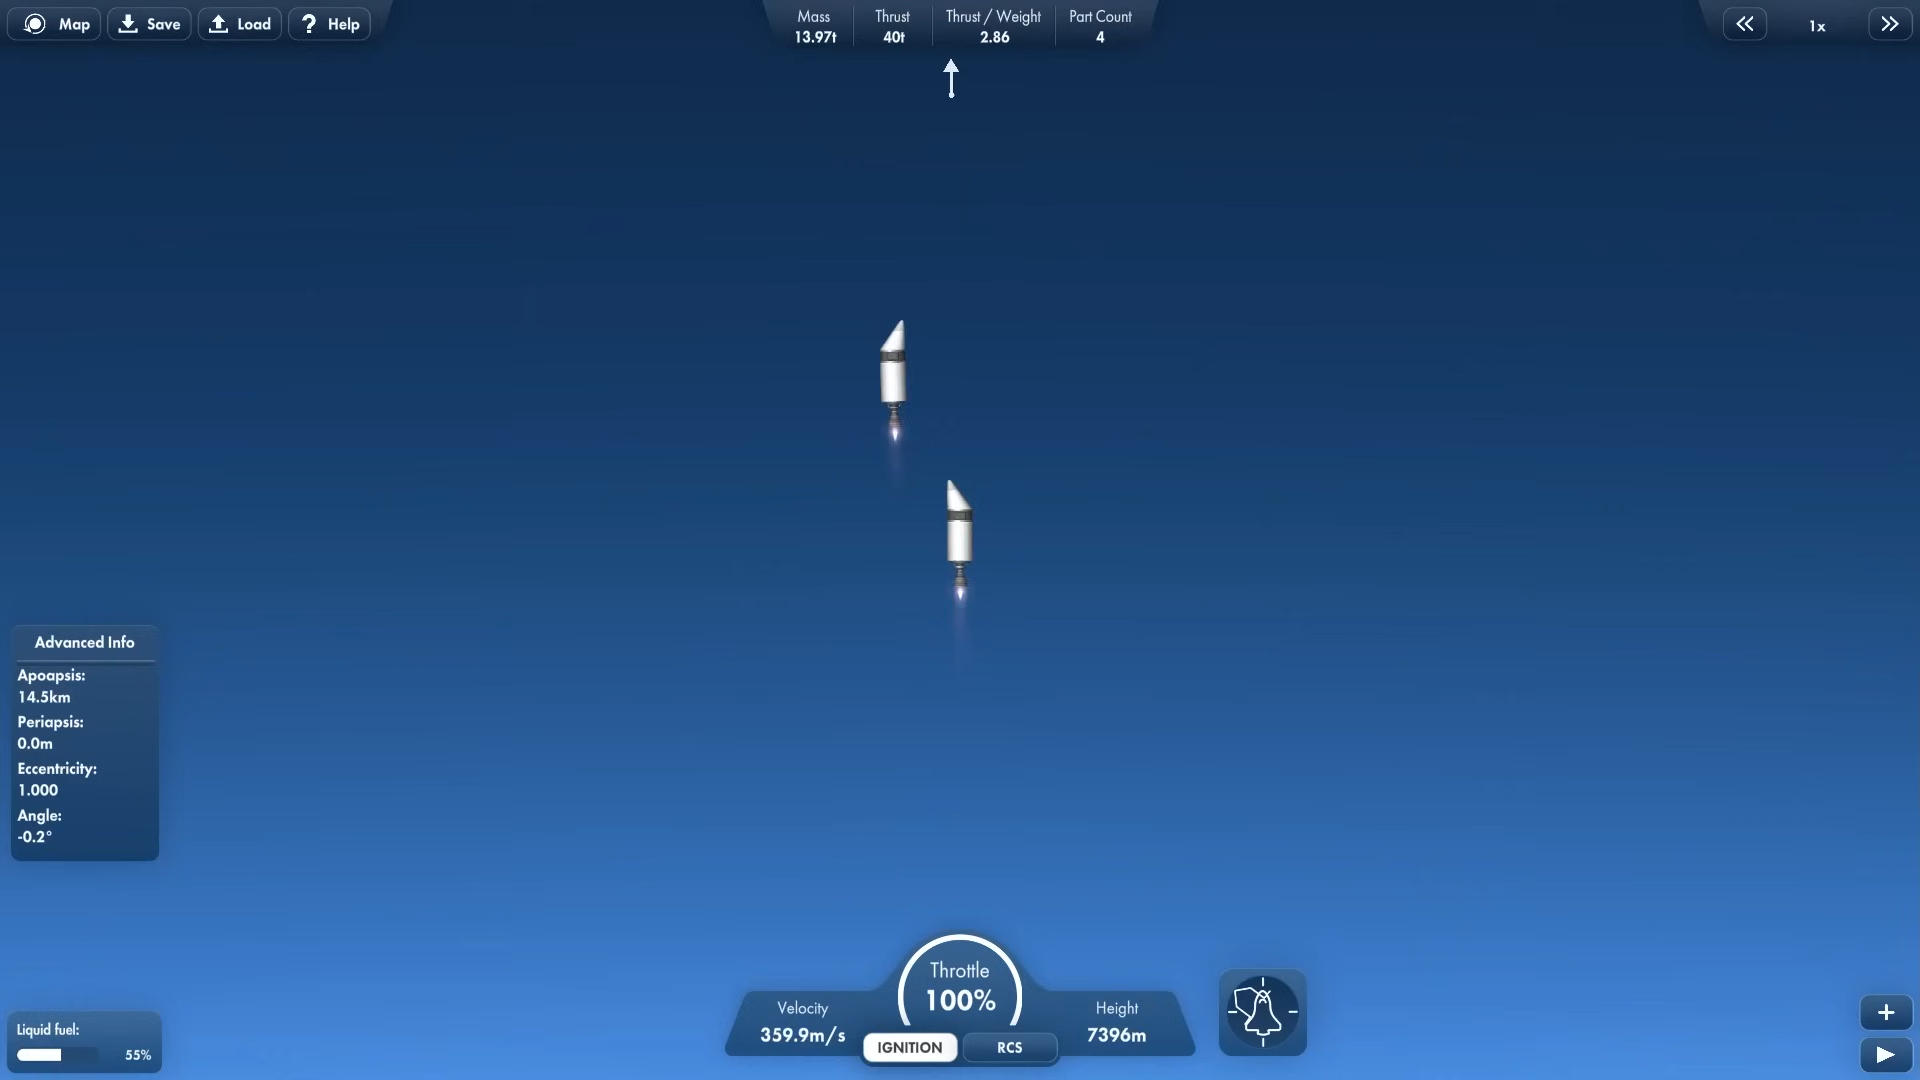 Map
Save
Load
Help
Mass
13.97t
Thrust
40t
Thrust / Weight
2.86
Part Count
4
1x
Advanced Info
Apoapsis:
14.5km
Periapsis:
0.0m
Eccentricity:
1.000
Angle:
-0.2°
Liquid fuel:
55%
Throttle
100%
Velocity
359.9m/s
IGNITION
RCS
Height
7396m